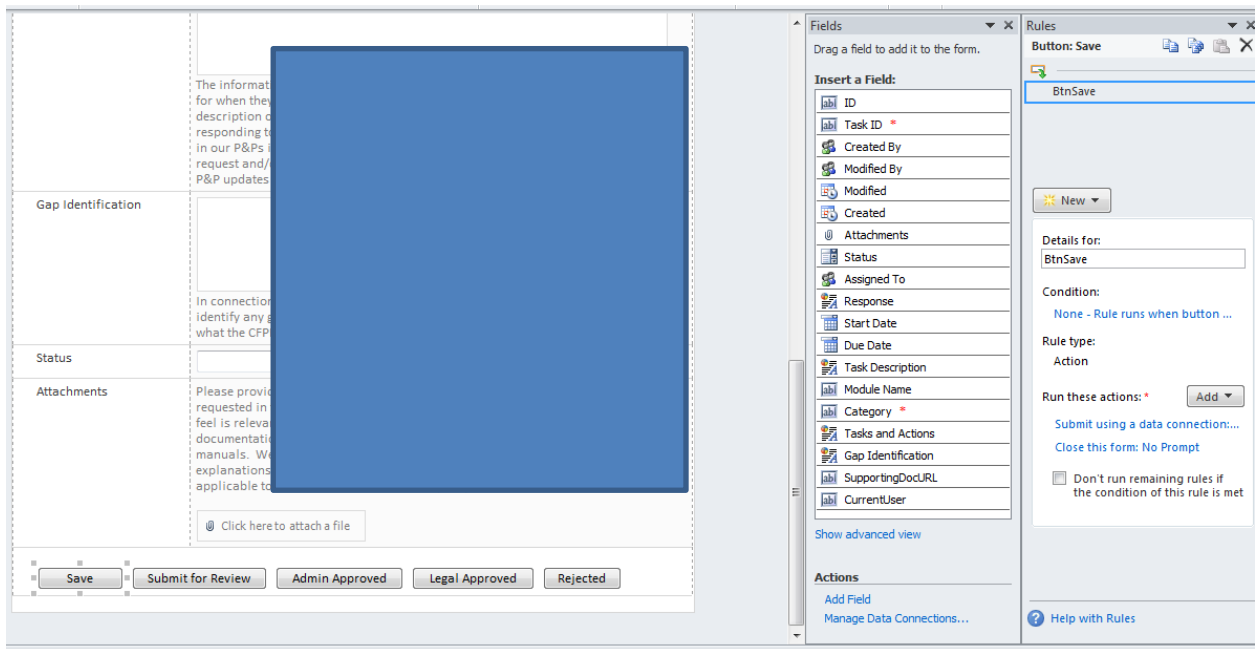 The informat
for when they
description o
responding to
in our P&Ps i
request and/
P&P updates
Gap Identification
In connection
identify any g
what the CFP
Status
Attachments
Please provid
requested in
feel is releva
documentatio
manuals. We
explanations
applicable to
Click here to attach a file
Save
Submit for Review
Admin Approved
Legal Approved
Rejected
Fields
Drag a field to add it to the form.
Insert a Field:
ID
Task ID *
Created By
Modified By
Modified
Created
Attachments
Status
Assigned To
Response
Start Date
Due Date
Task Description
Module Name
Category *
Tasks and Actions
Gap Identification
SupportingDocURL
CurrentUser
Show advanced view
Actions
Add Field
Manage Data Connections...
Rules
Button: Save
BtnSave
New
Details for:
BtnSave
Condition:
None - Rule runs when button ...
Rule type:
Action
Run these actions: *
Add
Submit using a data connection:...
Close this form: No Prompt
Don't run remaining rules if
the condition of this rule is met
Help with Rules